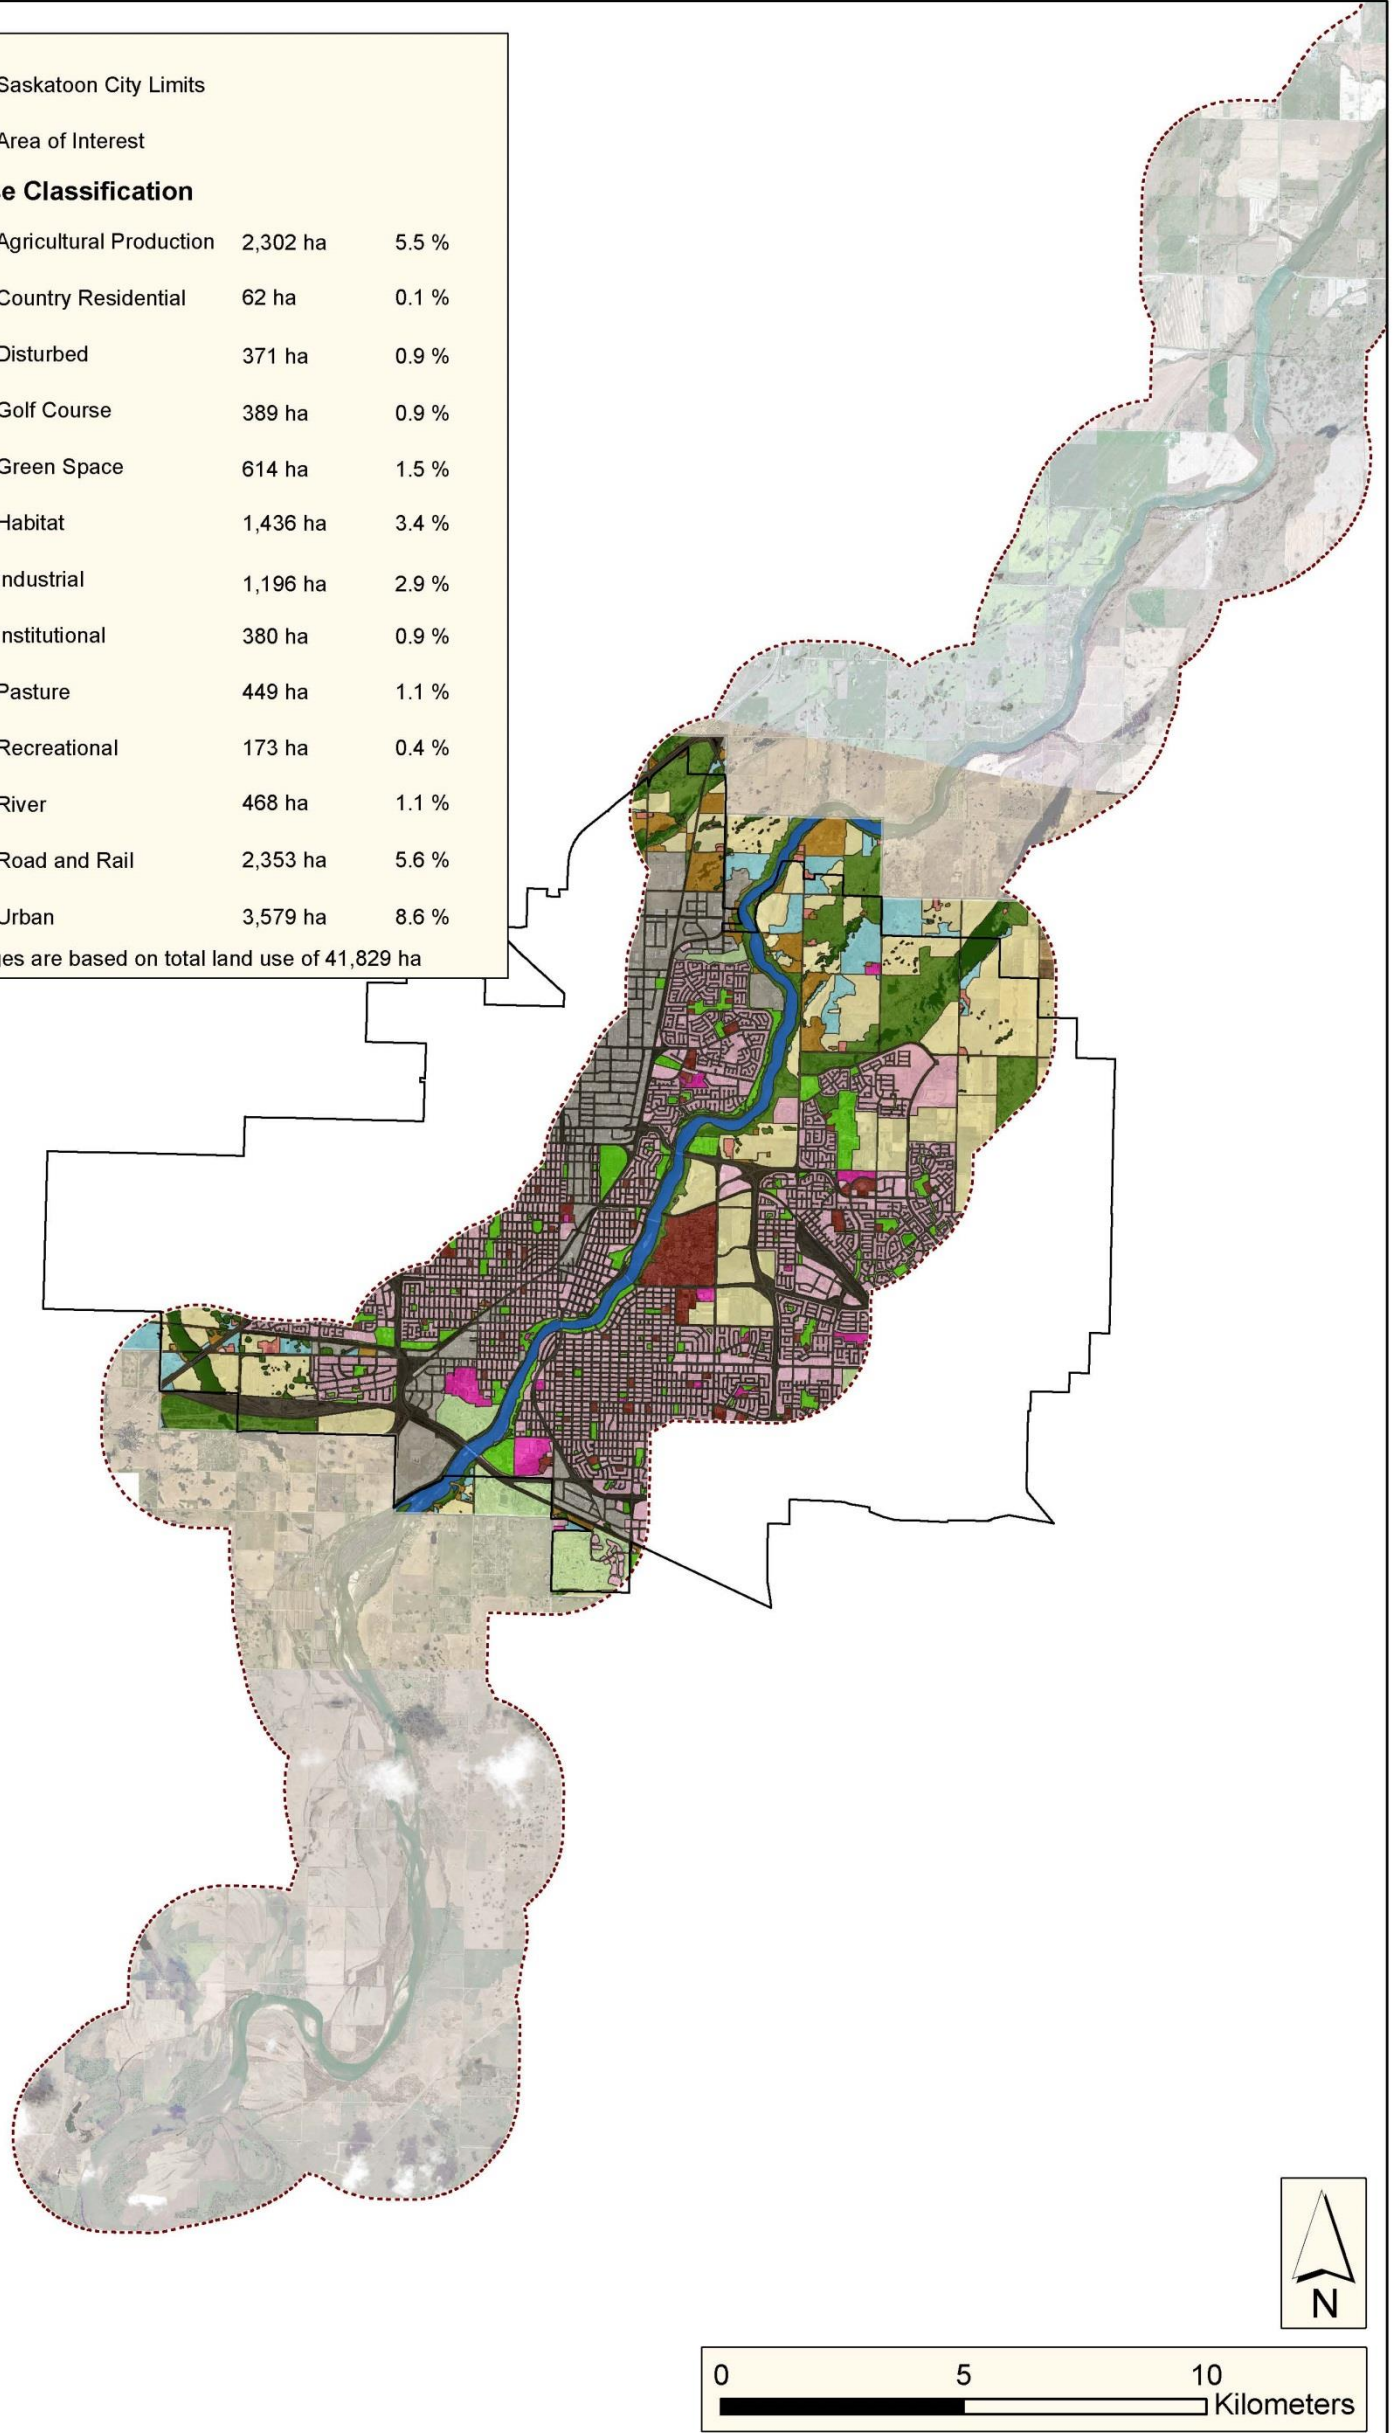 Saskatoon City Limits
Area of Interest
e Classification
Agricultural Production 2,302 ha 5.5 %
Country Residential 62 ha 0.1 %
Disturbed 371 ha 0.9 %
Golf Course 389 ha 0.9 %
Green Space 614 ha 1.5 %
Habitat 1,436 ha 3.4 %
ndustrial 1,196 ha 2.9 %
nstitutional 380 ha 0.9 %
Pasture 449 ha 1.1 %
Recreational 173 ha 0.4 %
River 468 ha 1.1 %
Road and Rail 2,353 ha 5.6 %
Urban 3,579 ha 8.6 %
ges are based on total land use of 41,829 ha
N
0 5 10
Kilometers